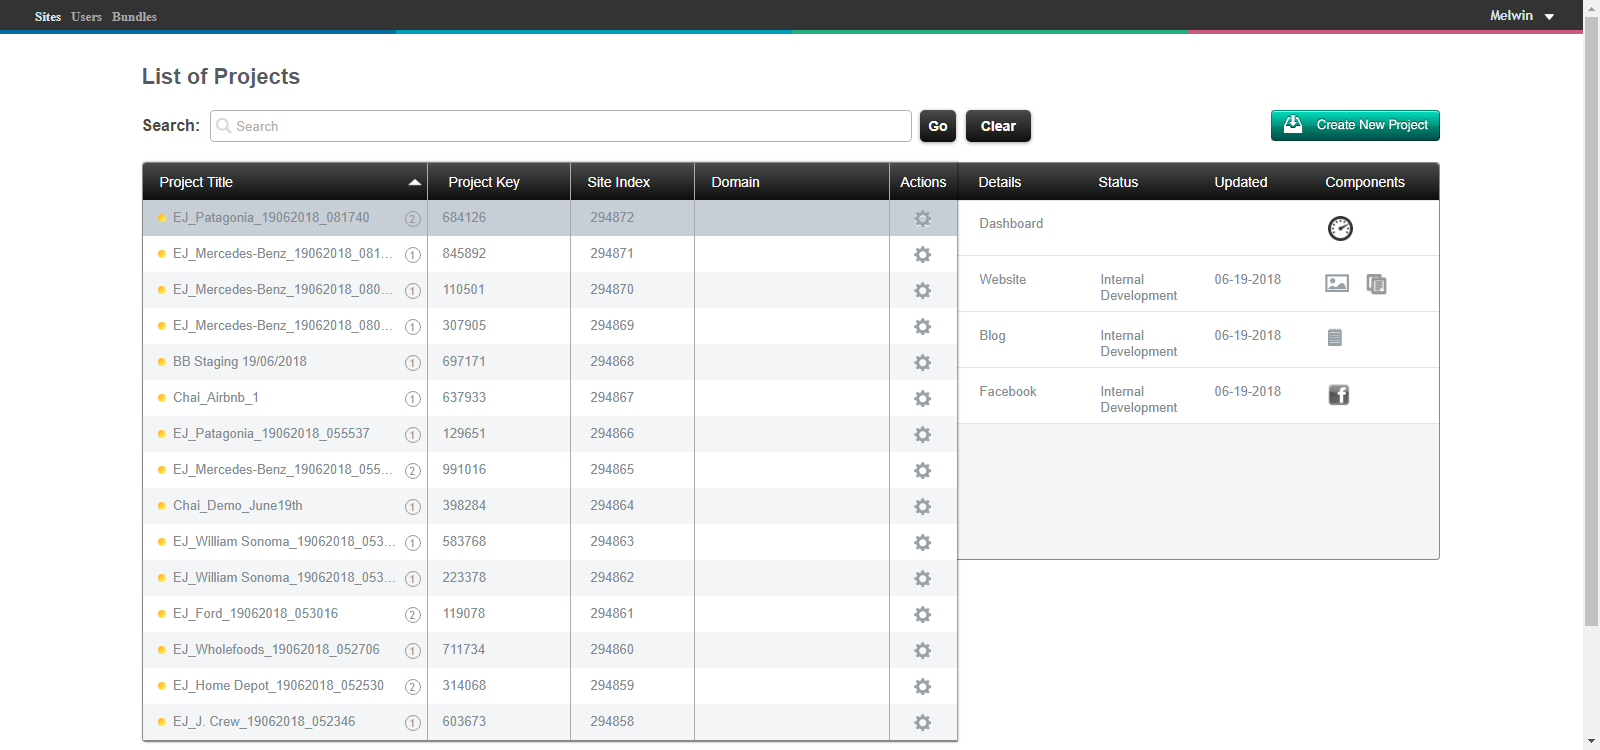 Sites Users Bundles Melwin
List of Projects
Search: Search Go Clear Create New Project
Project Title Project Key Site Index Domain Actions Details Status Updated Components
EJ_Patagonia_19062018_081740 2 684126 294872
EJ_Mercedes-Benz_19062018_081... 1 845892 294871
EJ_Mercedes-Benz_19062018_080... 1 110501 294870
EJ_Mercedes-Benz_19062018_080... 1 307905 294869
BB Staging 19/06/2018 1 697171 294868
Chai_Airbnb_1 1 637933 294867
EJ_Patagonia_19062018_055537 1 129651 294866
EJ_Mercedes-Benz_19062018_055... 2 991016 294865
Chai_Demo_June19th 1 398284 294864
EJ_William Sonoma_19062018_053... 1 583768 294863
EJ_William Sonoma_19062018_053... 1 223378 294862
EJ_Ford_19062018_053016 2 119078 294861
EJ_Wholefoods_19062018_052706 1 711734 294860
EJ_Home Depot_19062018_052530 2 314068 294859
EJ_J. Crew_19062018_052346 1 603673 294858
Dashboard
Website Internal 06-19-2018
Development
Blog Internal 06-19-2018
Development
Facebook Internal 06-19-2018
Development